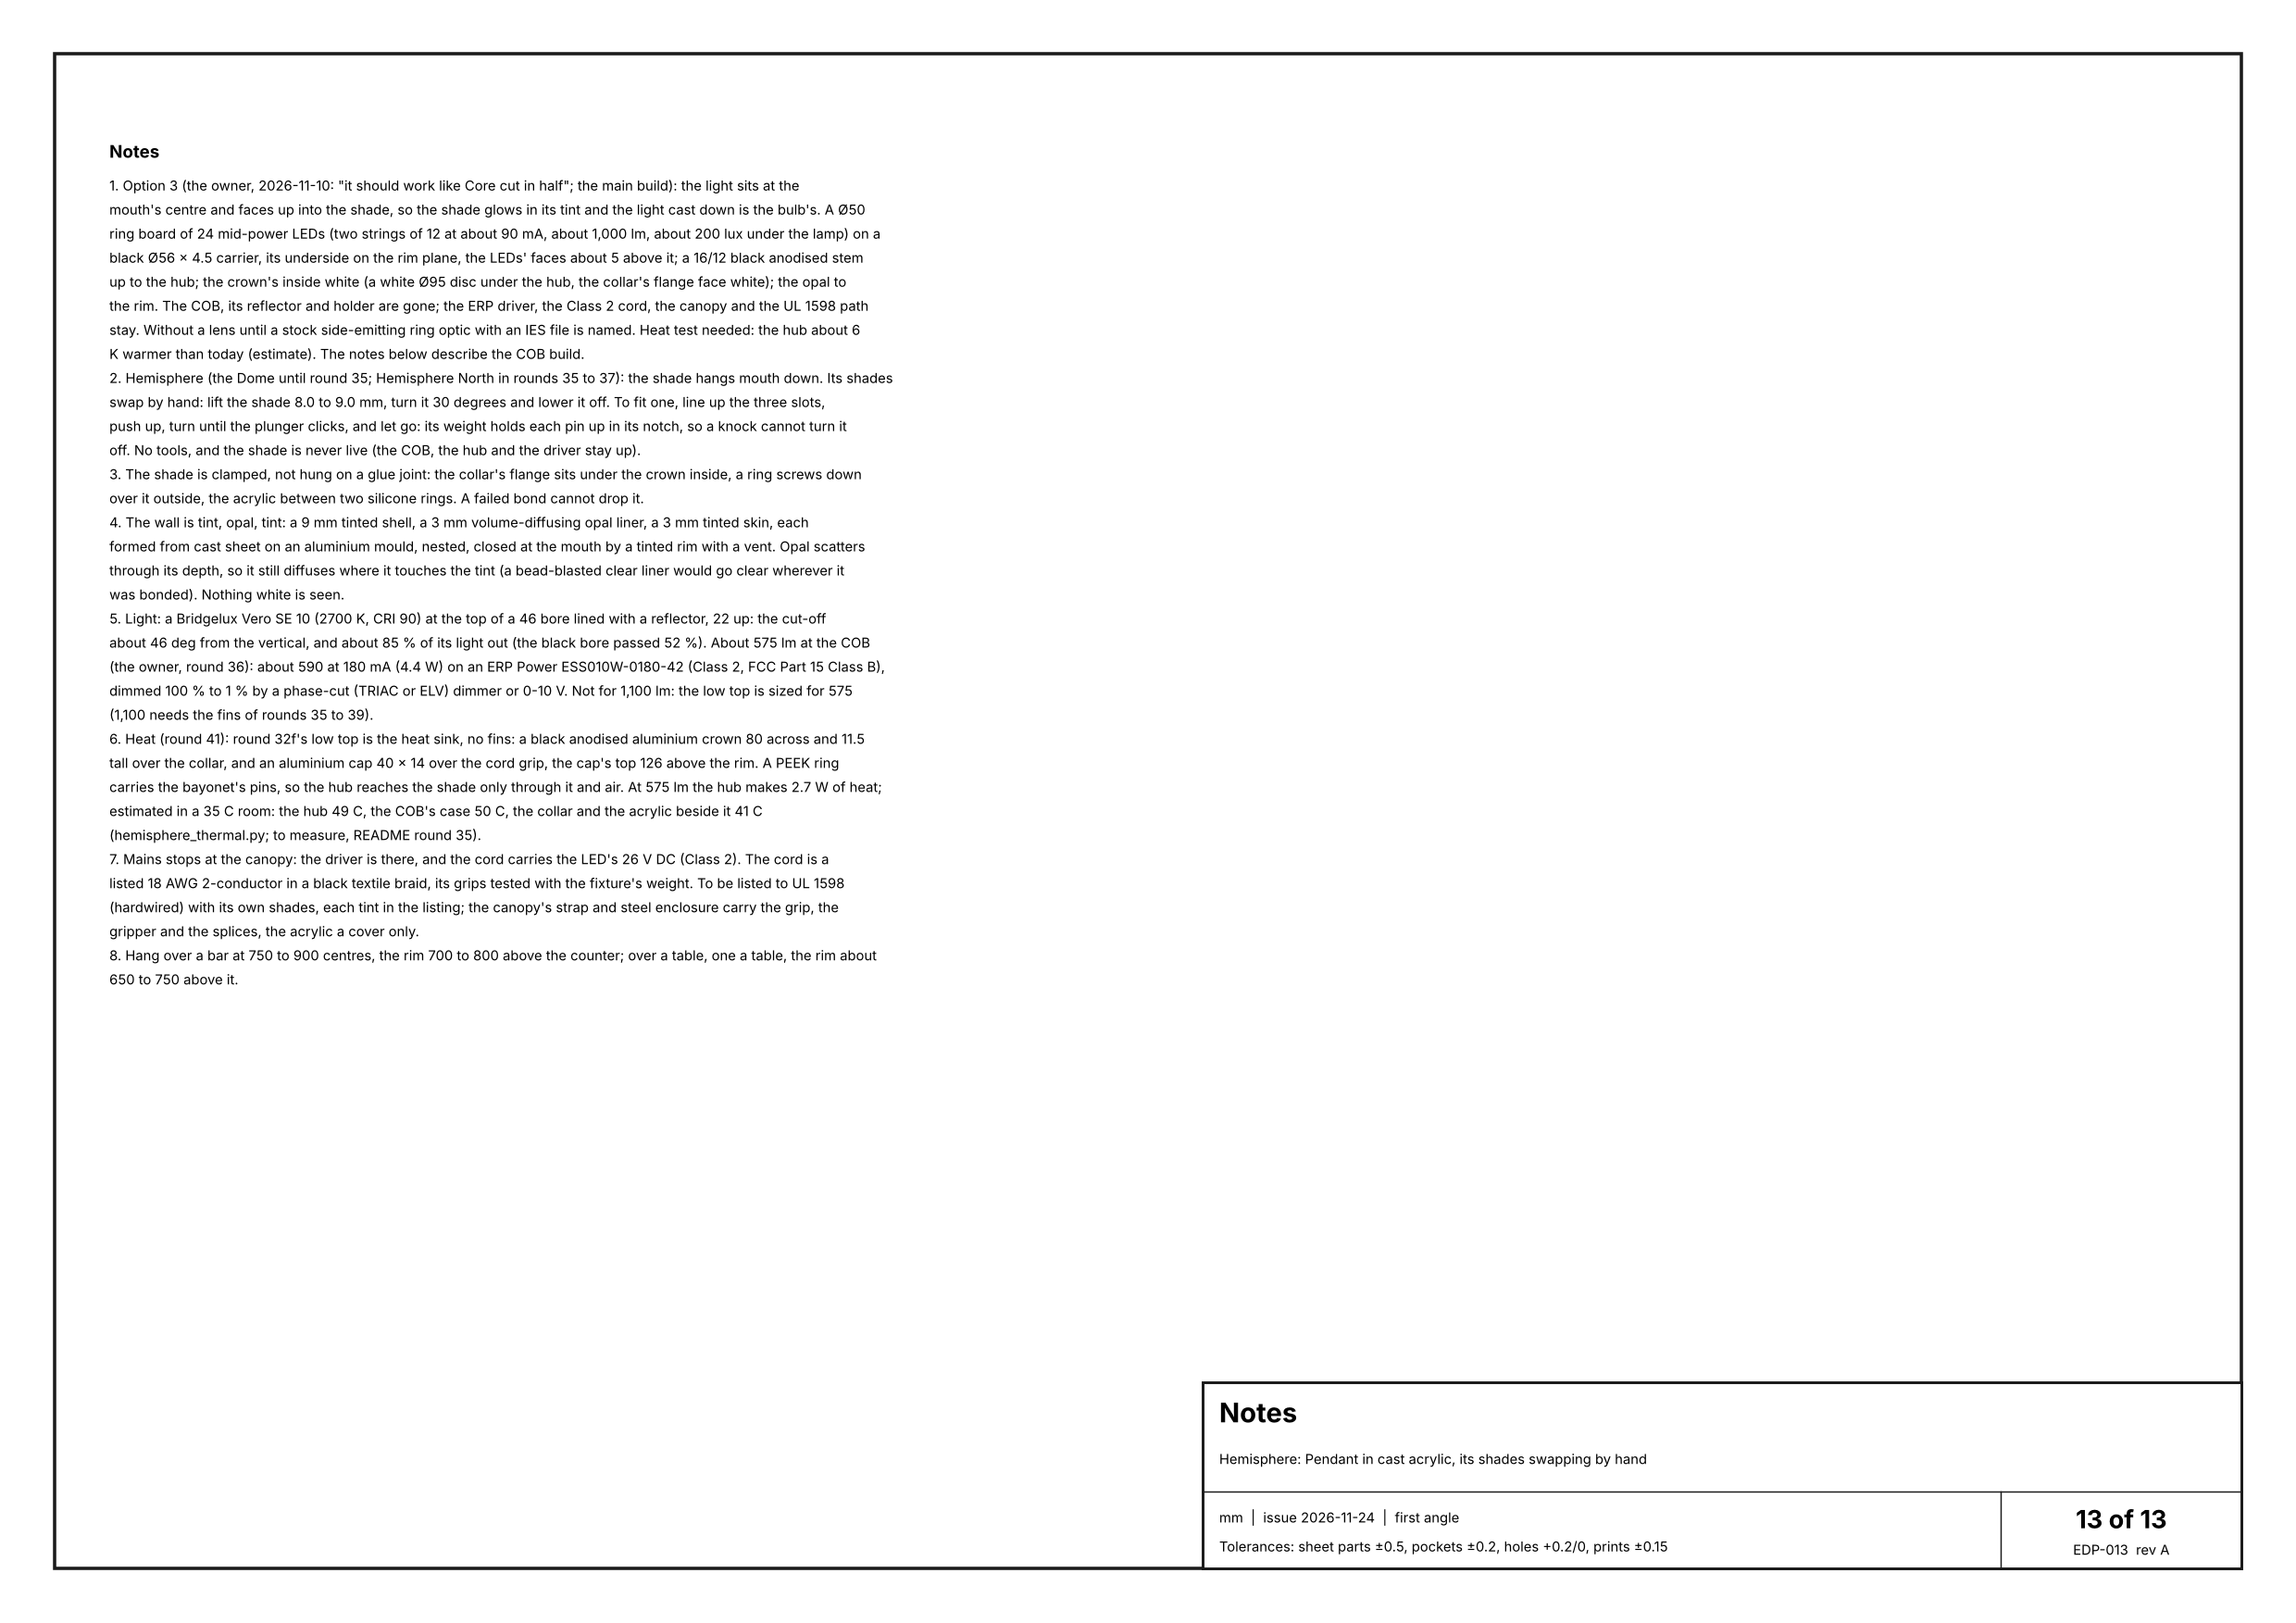 Notes
1. Option 3 (the owner, 2026-11-10: "it should work like Core cut in half"; the main build): the light sits at the
mouth's centre and faces up into the shade, so the shade glows in its tint and the light cast down is the bulb's. A Ø50
ring board of 24 mid-power LEDs (two strings of 12 at about 90 mA, about 1,000 lm, about 200 lux under the lamp) on a
black Ø56 × 4.5 carrier, its underside on the rim plane, the LEDs' faces about 5 above it; a 16/12 black anodised stem
up to the hub; the crown's inside white (a white Ø95 disc under the hub, the collar's flange face white); the opal to
the rim. The COB, its reflector and holder are gone; the ERP driver, the Class 2 cord, the canopy and the UL 1598 path
stay. Without a lens until a stock side-emitting ring optic with an IES file is named. Heat test needed: the hub about 6
K warmer than today (estimate). The notes below describe the COB build.
2. Hemisphere (the Dome until round 35; Hemisphere North in rounds 35 to 37): the shade hangs mouth down. Its shades
swap by hand: lift the shade 8.0 to 9.0 mm, turn it 30 degrees and lower it off. To fit one, line up the three slots,
push up, turn until the plunger clicks, and let go: its weight holds each pin up in its notch, so a knock cannot turn it
off. No tools, and the shade is never live (the COB, the hub and the driver stay up).
3. The shade is clamped, not hung on a glue joint: the collar's flange sits under the crown inside, a ring screws down
over it outside, the acrylic between two silicone rings. A failed bond cannot drop it.
4. The wall is tint, opal, tint: a 9 mm tinted shell, a 3 mm volume-diffusing opal liner, a 3 mm tinted skin, each
formed from cast sheet on an aluminium mould, nested, closed at the mouth by a tinted rim with a vent. Opal scatters
through its depth, so it still diffuses where it touches the tint (a bead-blasted clear liner would go clear wherever it
was bonded). Nothing white is seen.
5. Light: a Bridgelux Vero SE 10 (2700 K, CRI 90) at the top of a 46 bore lined with a reflector, 22 up: the cut-off
about 46 deg from the vertical, and about 85 % of its light out (the black bore passed 52 %). About 575 lm at the COB
(the owner, round 36): about 590 at 180 mA (4.4 W) on an ERP Power ESS010W-0180-42 (Class 2, FCC Part 15 Class B),
dimmed 100 % to 1 % by a phase-cut (TRIAC or ELV) dimmer or 0-10 V. Not for 1,100 lm: the low top is sized for 575
(1,100 needs the fins of rounds 35 to 39).
6. Heat (round 41): round 32f's low top is the heat sink, no fins: a black anodised aluminium crown 80 across and 11.5
tall over the collar, and an aluminium cap 40 × 14 over the cord grip, the cap's top 126 above the rim. A PEEK ring
carries the bayonet's pins, so the hub reaches the shade only through it and air. At 575 lm the hub makes 2.7 W of heat;
estimated in a 35 C room: the hub 49 C, the COB's case 50 C, the collar and the acrylic beside it 41 C
(hemisphere_thermal.py; to measure, README round 35).
7. Mains stops at the canopy: the driver is there, and the cord carries the LED's 26 V DC (Class 2). The cord is a
listed 18 AWG 2-conductor in a black textile braid, its grips tested with the fixture's weight. To be listed to UL 1598
(hardwired) with its own shades, each tint in the listing; the canopy's strap and steel enclosure carry the grip, the
gripper and the splices, the acrylic a cover only.
8. Hang over a bar at 750 to 900 centres, the rim 700 to 800 above the counter; over a table, one a table, the rim about
650 to 750 above it.
Notes
Hemisphere: Pendant in cast acrylic, its shades swapping by hand
mm | issue 2026-11-24 | first angle
Tolerances: sheet parts ±0.5, pockets ±0.2, holes +0.2/0, prints ±0.15
13 of 13
EDP-013 rev A